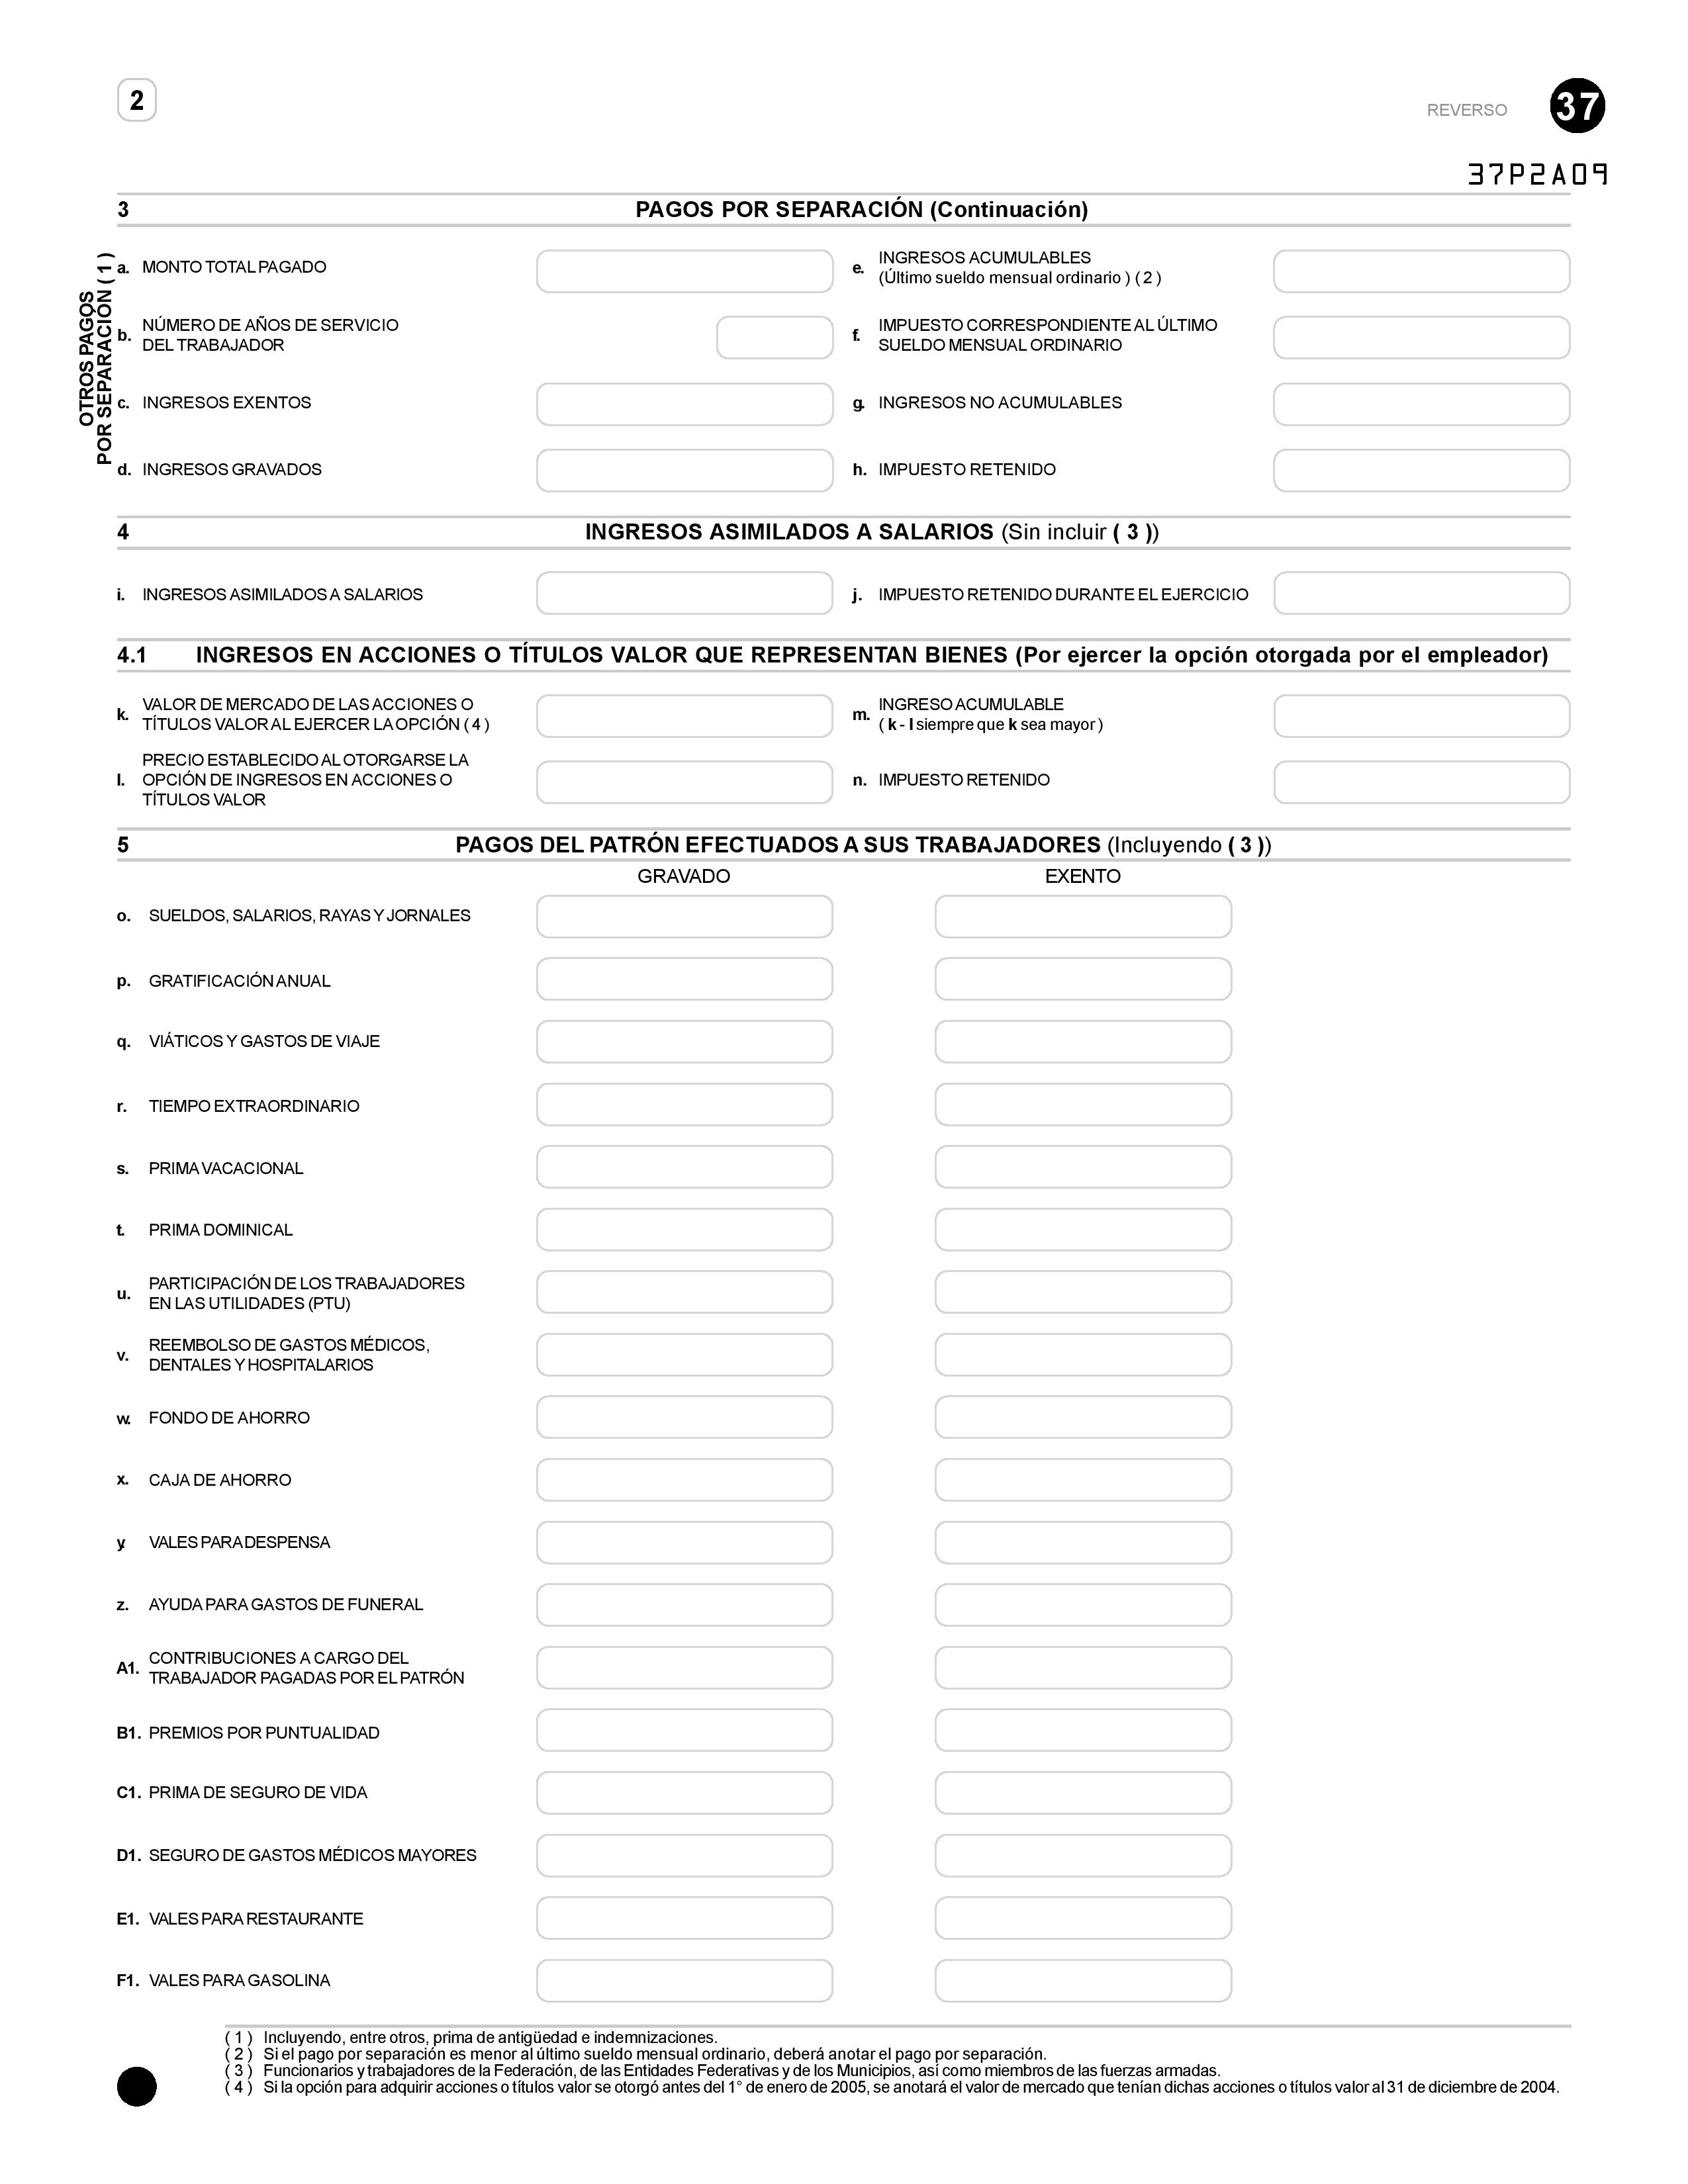 2
REVERSO
37
37P2A09
3 PAGOS POR SEPARACIÓN (Continuación)
OTROS PAGOS
POR SEPARACIÓN ( 1 )
a. MONTO TOTAL PAGADO
e. INGRESOS ACUMULABLES
(Último sueldo mensual ordinario ) ( 2 )
b. NÚMERO DE AÑOS DE SERVICIO
DEL TRABAJADOR
f. IMPUESTO CORRESPONDIENTE AL ÚLTIMO
SUELDO MENSUAL ORDINARIO
c. INGRESOS EXENTOS
g. INGRESOS NO ACUMULABLES
d. INGRESOS GRAVADOS
h. IMPUESTO RETENIDO
4 INGRESOS ASIMILADOS A SALARIOS (Sin incluir ( 3 ))
i. INGRESOS ASIMILADOS A SALARIOS
j. IMPUESTO RETENIDO DURANTE EL EJERCICIO
4.1 INGRESOS EN ACCIONES O TÍTULOS VALOR QUE REPRESENTAN BIENES (Por ejercer la opción otorgada por el empleador)
k. VALOR DE MERCADO DE LAS ACCIONES O
TÍTULOS VALOR AL EJERCER LA OPCIÓN ( 4 )
m. INGRESO ACUMULABLE
( k - l siempre que k sea mayor )
l. PRECIO ESTABLECIDO AL OTORGARSE LA
OPCIÓN DE INGRESOS EN ACCIONES O
TÍTULOS VALOR
n. IMPUESTO RETENIDO
5 PAGOS DEL PATRÓN EFECTUADOS A SUS TRABAJADORES (Incluyendo ( 3 ))
GRAVADO EXENTO
o. SUELDOS, SALARIOS, RAYAS Y JORNALES
p. GRATIFICACIÓN ANUAL
q. VIÁTICOS Y GASTOS DE VIAJE
r. TIEMPO EXTRAORDINARIO
s. PRIMA VACACIONAL
t. PRIMA DOMINICAL
u. PARTICIPACIÓN DE LOS TRABAJADORES
EN LAS UTILIDADES (PTU)
v. REEMBOLSO DE GASTOS MÉDICOS,
DENTALES Y HOSPITALARIOS
w. FONDO DE AHORRO
x. CAJA DE AHORRO
y. VALES PARA DESPENSA
z. AYUDA PARA GASTOS DE FUNERAL
A1. CONTRIBUCIONES A CARGO DEL
TRABAJADOR PAGADAS POR EL PATRÓN
B1. PREMIOS POR PUNTUALIDAD
C1. PRIMA DE SEGURO DE VIDA
D1. SEGURO DE GASTOS MÉDICOS MAYORES
E1. VALES PARA RESTAURANTE
F1. VALES PARA GASOLINA
( 1 ) Incluyendo, entre otros, prima de antigüedad e indemnizaciones.
( 2 ) Si el pago por separación es menor al último sueldo mensual ordinario, deberá anotar el pago por separación.
( 3 ) Funcionarios y trabajadores de la Federación, de las Entidades Federativas y de los Municipios, así como miembros de las fuerzas armadas.
( 4 ) Si la opción para adquirir acciones o títulos valor se otorgó antes del 1° de enero de 2005, se anotará el valor de mercado que tenían dichas acciones o títulos valor al 31 de diciembre de 2004.